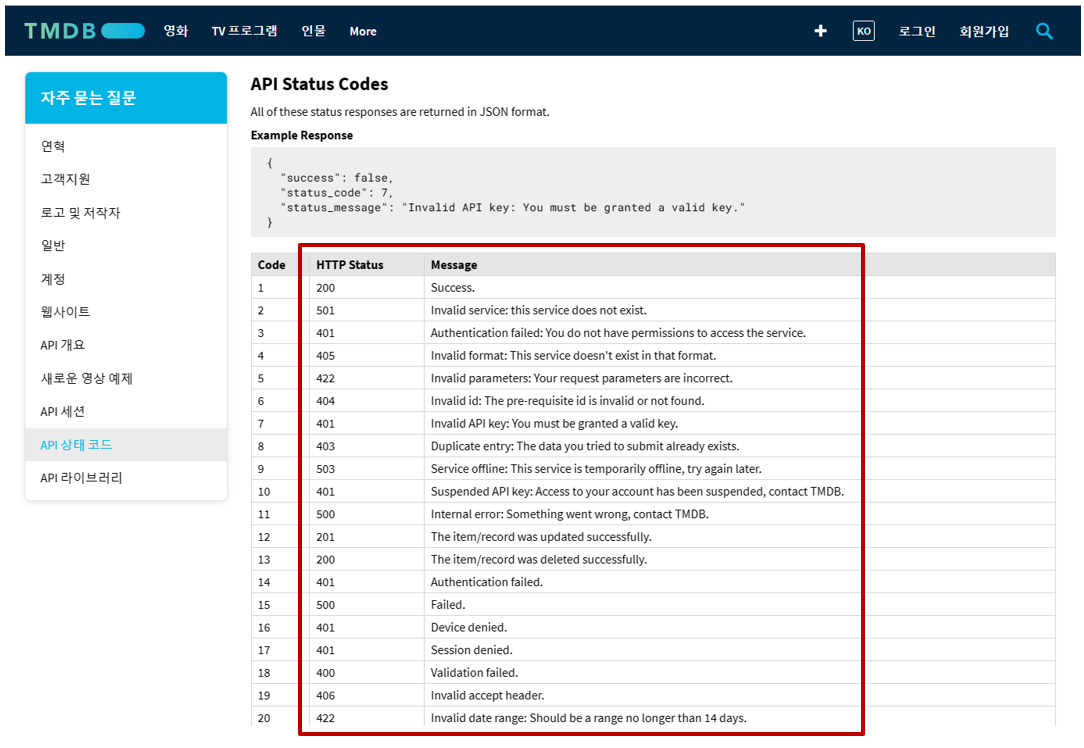 TMDB 영화 TV 프로그램 인물 More + KO 로그인 회원가입
자주 묻는 질문
연혁
고객지원
로고 및 저작자
일반
계정
웹사이트
API 개요
새로운 영상 예제
API 세션
API 상태 코드
API 라이브러리
API Status Codes
All of these status responses are returned in JSON format.
Example Response
{
"success": false,
"status_code": 7,
"status_message": "Invalid API key: You must be granted a valid key."
}
Code HTTP Status Message
1 200 Success.
2 501 Invalid service: this service does not exist.
3 401 Authentication failed: You do not have permissions to access the service.
4 405 Invalid format: This service doesn't exist in that format.
5 422 Invalid parameters: Your request parameters are incorrect.
6 404 Invalid id: The pre-requisite id is invalid or not found.
7 401 Invalid API key: You must be granted a valid key.
8 403 Duplicate entry: The data you tried to submit already exists.
9 503 Service offline: This service is temporarily offline, try again later.
10 401 Suspended API key: Access to your account has been suspended, contact TMDB.
11 500 Internal error: Something went wrong, contact TMDB.
12 201 The item/record was updated successfully.
13 200 The item/record was deleted successfully.
14 401 Authentication failed.
15 500 Failed.
16 401 Device denied.
17 401 Session denied.
18 400 Validation failed.
19 406 Invalid accept header.
20 422 Invalid date range: Should be a range no longer than 14 days.